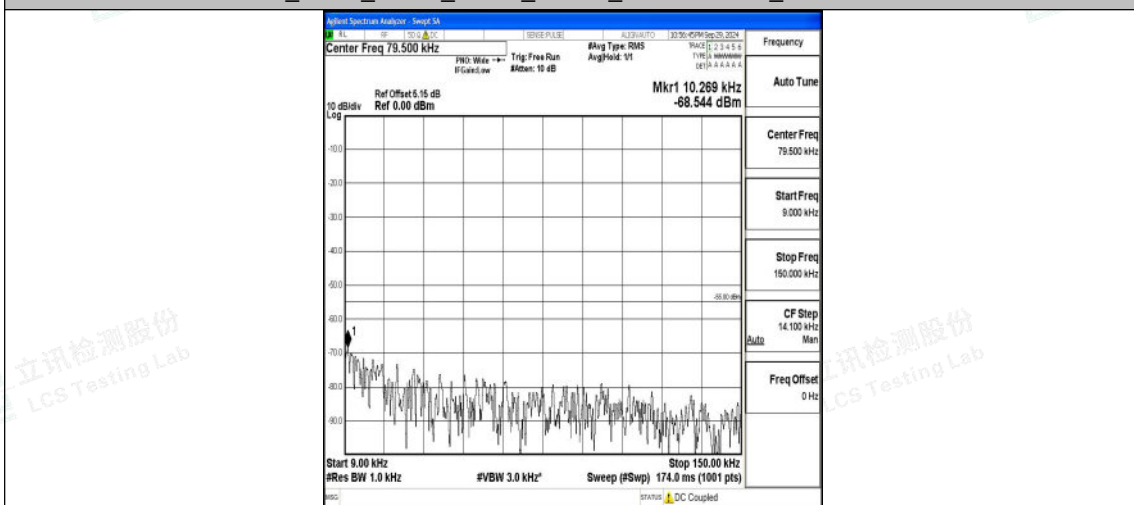 Agilent Spectrum Analyzer - Swept SA
RL RF 50 Ω DC SENSE:PULSE ALIGNAUTO 10:56:45PM Sep 29, 2024
Center Freq 79.500 kHz
PNO: Wide
IFGain:Low
Trig: Free Run
#Atten: 10 dB
#Avg Type: RMS
Avg|Hold: 1/1
TRACE 1 2 3 4 5 6
TYPE
DET A A A A A A
Frequency
Auto Tune
Mkr1 10.269 kHz
-68.544 dBm
Ref Offset 6.15 dB
10 dB/div Ref 0.00 dBm
Log
-10.0
-20.0
-30.0
-40.0
-50.0
-60.0
-70.0
-80.0
-90.0
-55.00 dBm
1
Center Freq
79.500 kHz
Start Freq
9.000 kHz
Stop Freq
150.000 kHz
CF Step
14.100 kHz
Auto Man
Freq Offset
0 Hz
Start 9.00 kHz Stop 150.00 kHz
#Res BW 1.0 kHz #VBW 3.0 kHz* Sweep (#Swp) 174.0 ms (1001 pts)
MSG STATUS DC Coupled
立讯检测股份
LCS Testing Lab
立讯检测股份
LCS Testing Lab